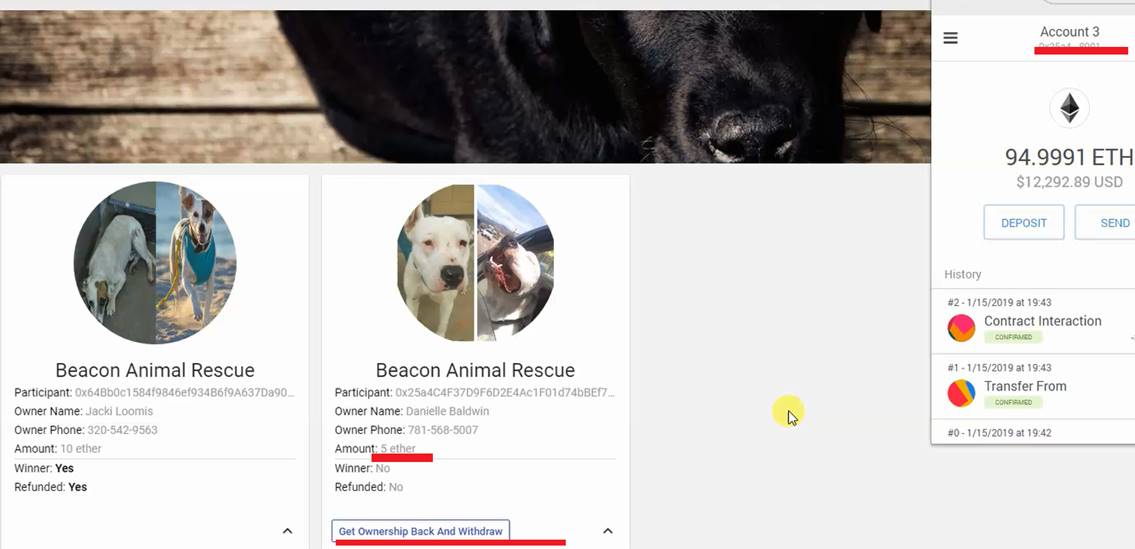 Beacon Animal Rescue
Participant: 0x64Bb0c1584f9846ef934B6f9A637Da90...
Owner Name: Jacki Loomis
Owner Phone: 320-542-9563
Amount: 10 ether
Winner: Yes
Refunded: Yes
Beacon Animal Rescue
Participant: 0x25a4C4F37D9F6D2E4Ac1F01d74bBEf7...
Owner Name: Danielle Baldwin
Owner Phone: 781-568-5007
Amount: 5 ether
Winner: No
Refunded: No
Get Ownership Back And Withdraw
Account 3
94.9991 ETH
$12,292.89 USD
DEPOSIT
SEND
History
#2 - 1/15/2019 at 19:43
Contract Interaction
CONFIRMED
#1 - 1/15/2019 at 19:43
Transfer From
CONFIRMED
#0 - 1/15/2019 at 19:42